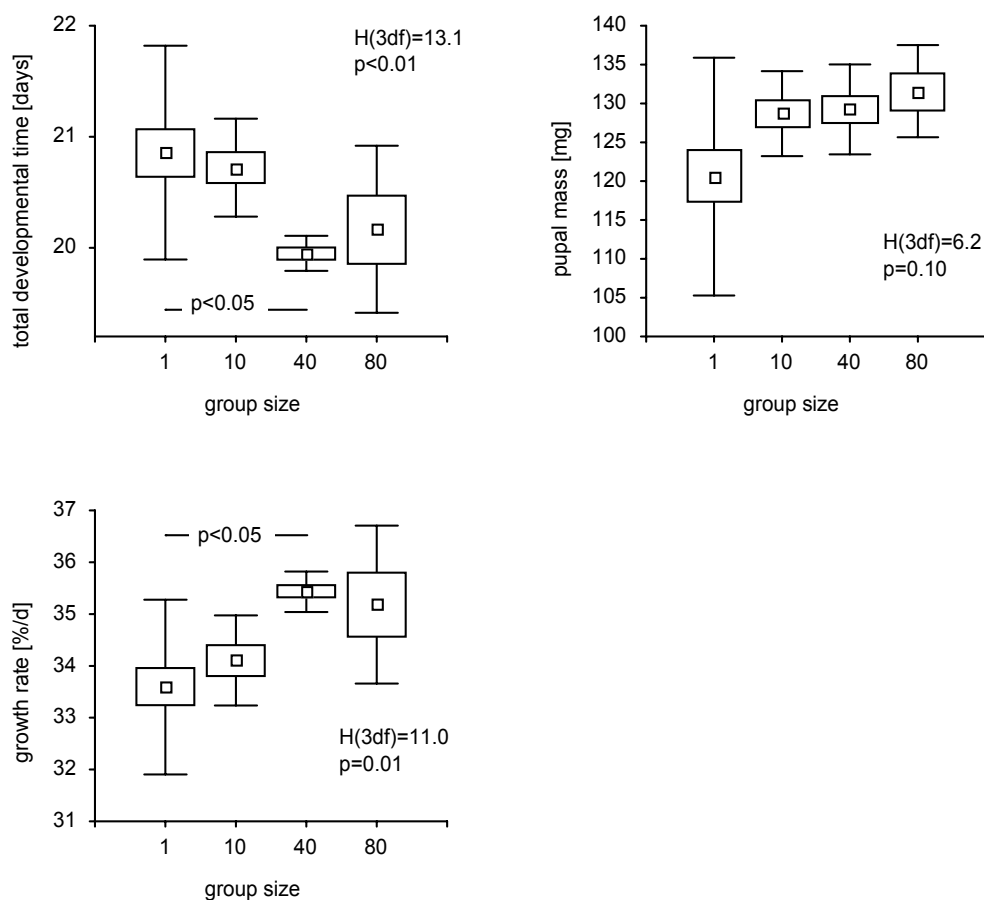 total developmental time [days]
22
21
20
H(3df)=13.1
p<0.01
p<0.05
1 10 40 80
group size
pupal mass [mg]
140
135
130
125
120
115
110
105
100
H(3df)=6.2
p=0.10
1 10 40 80
group size
growth rate [%/d]
37
36
35
34
33
32
31
p<0.05
H(3df)=11.0
p=0.01
1 10 40 80
group size